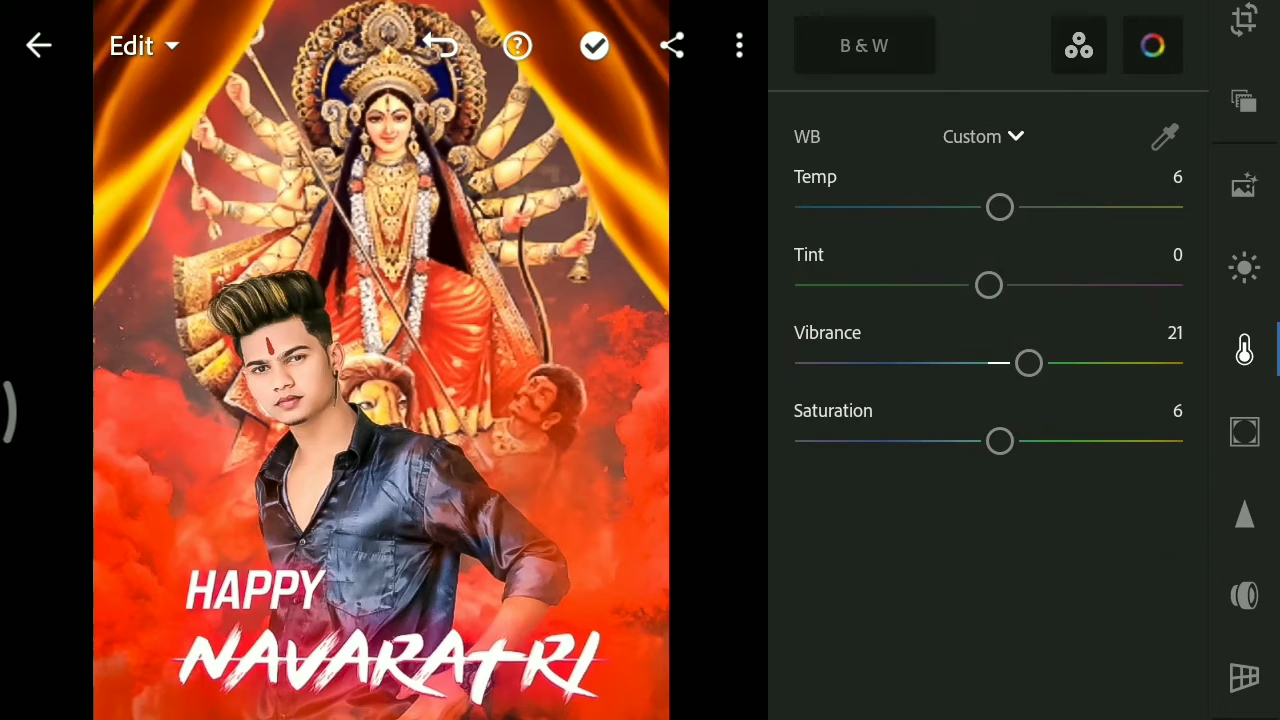 Edit
B & W
WB Custom
Temp 6
Tint 0
Vibrance 21
Saturation 6
HAPPY
NAVARATRI